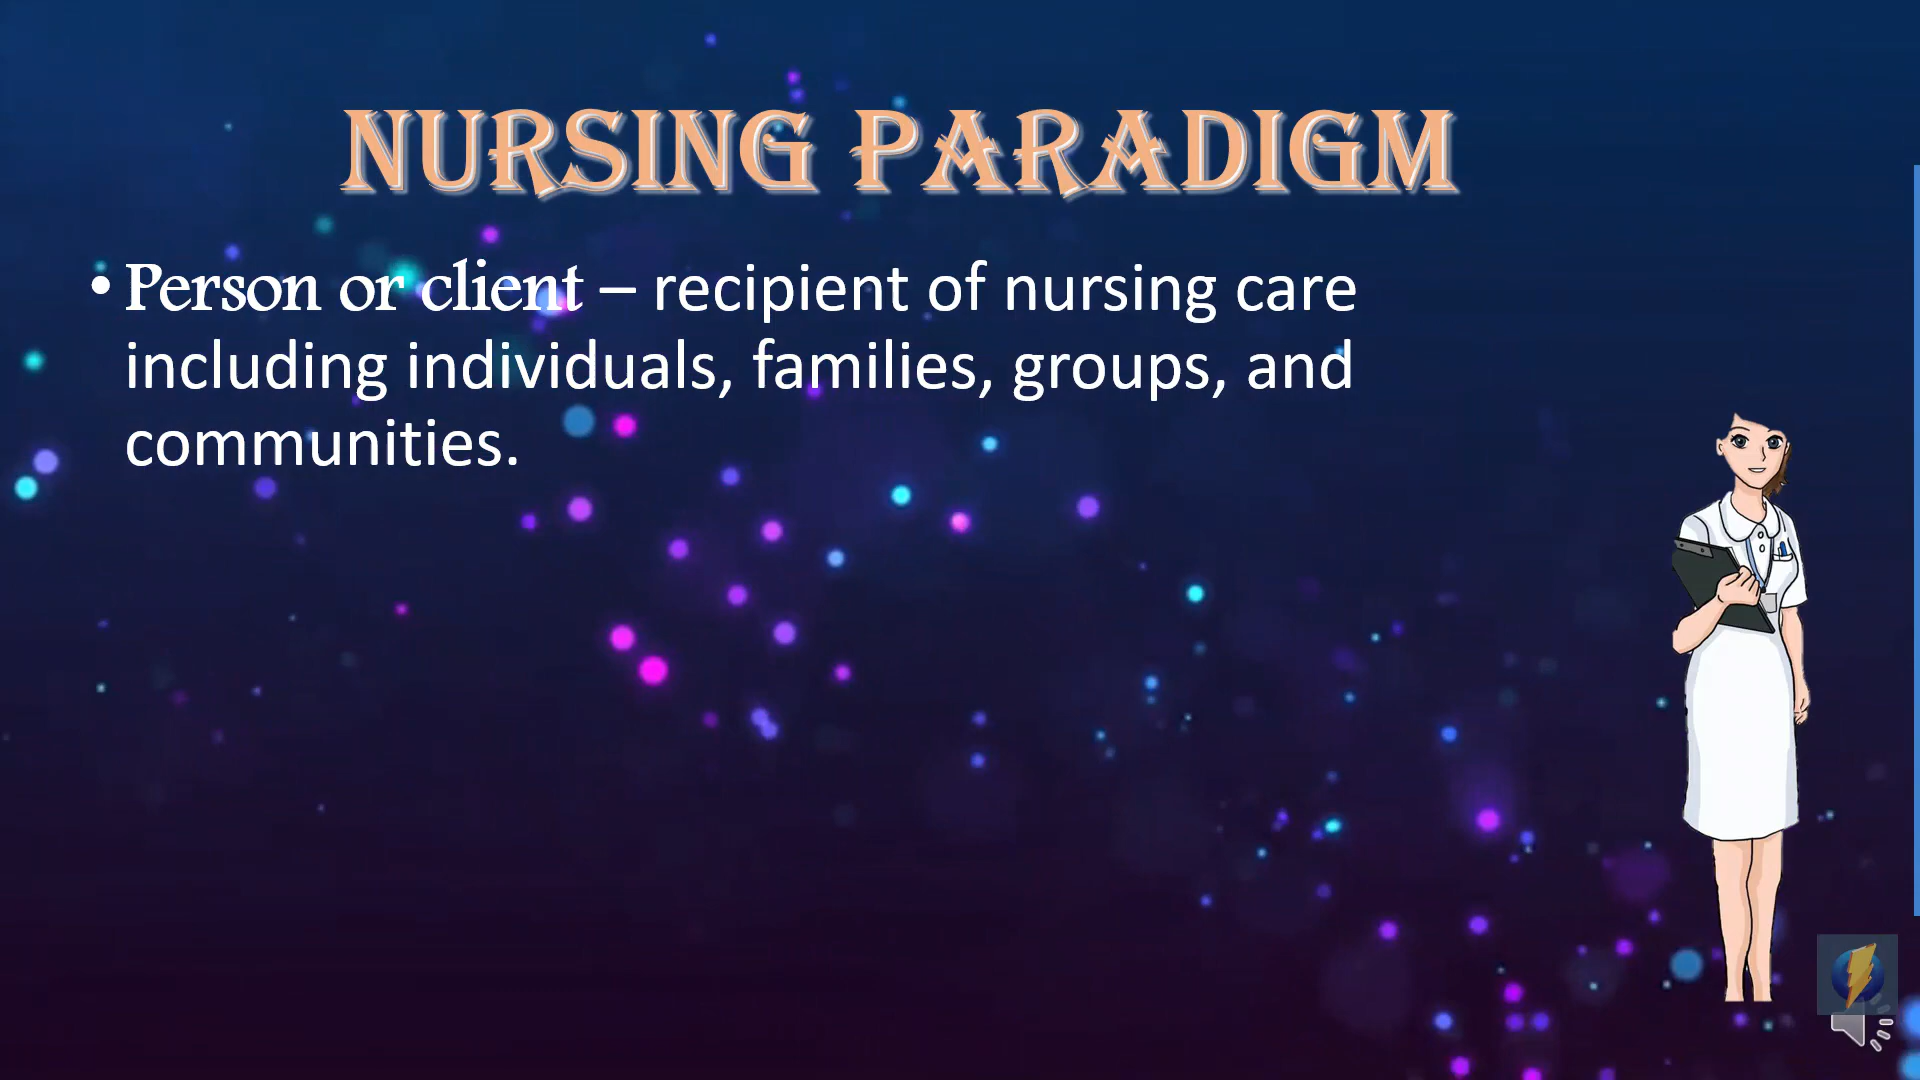 NURSING PARADIGM
• Person or client – recipient of nursing care
including individuals, families, groups, and
communities.